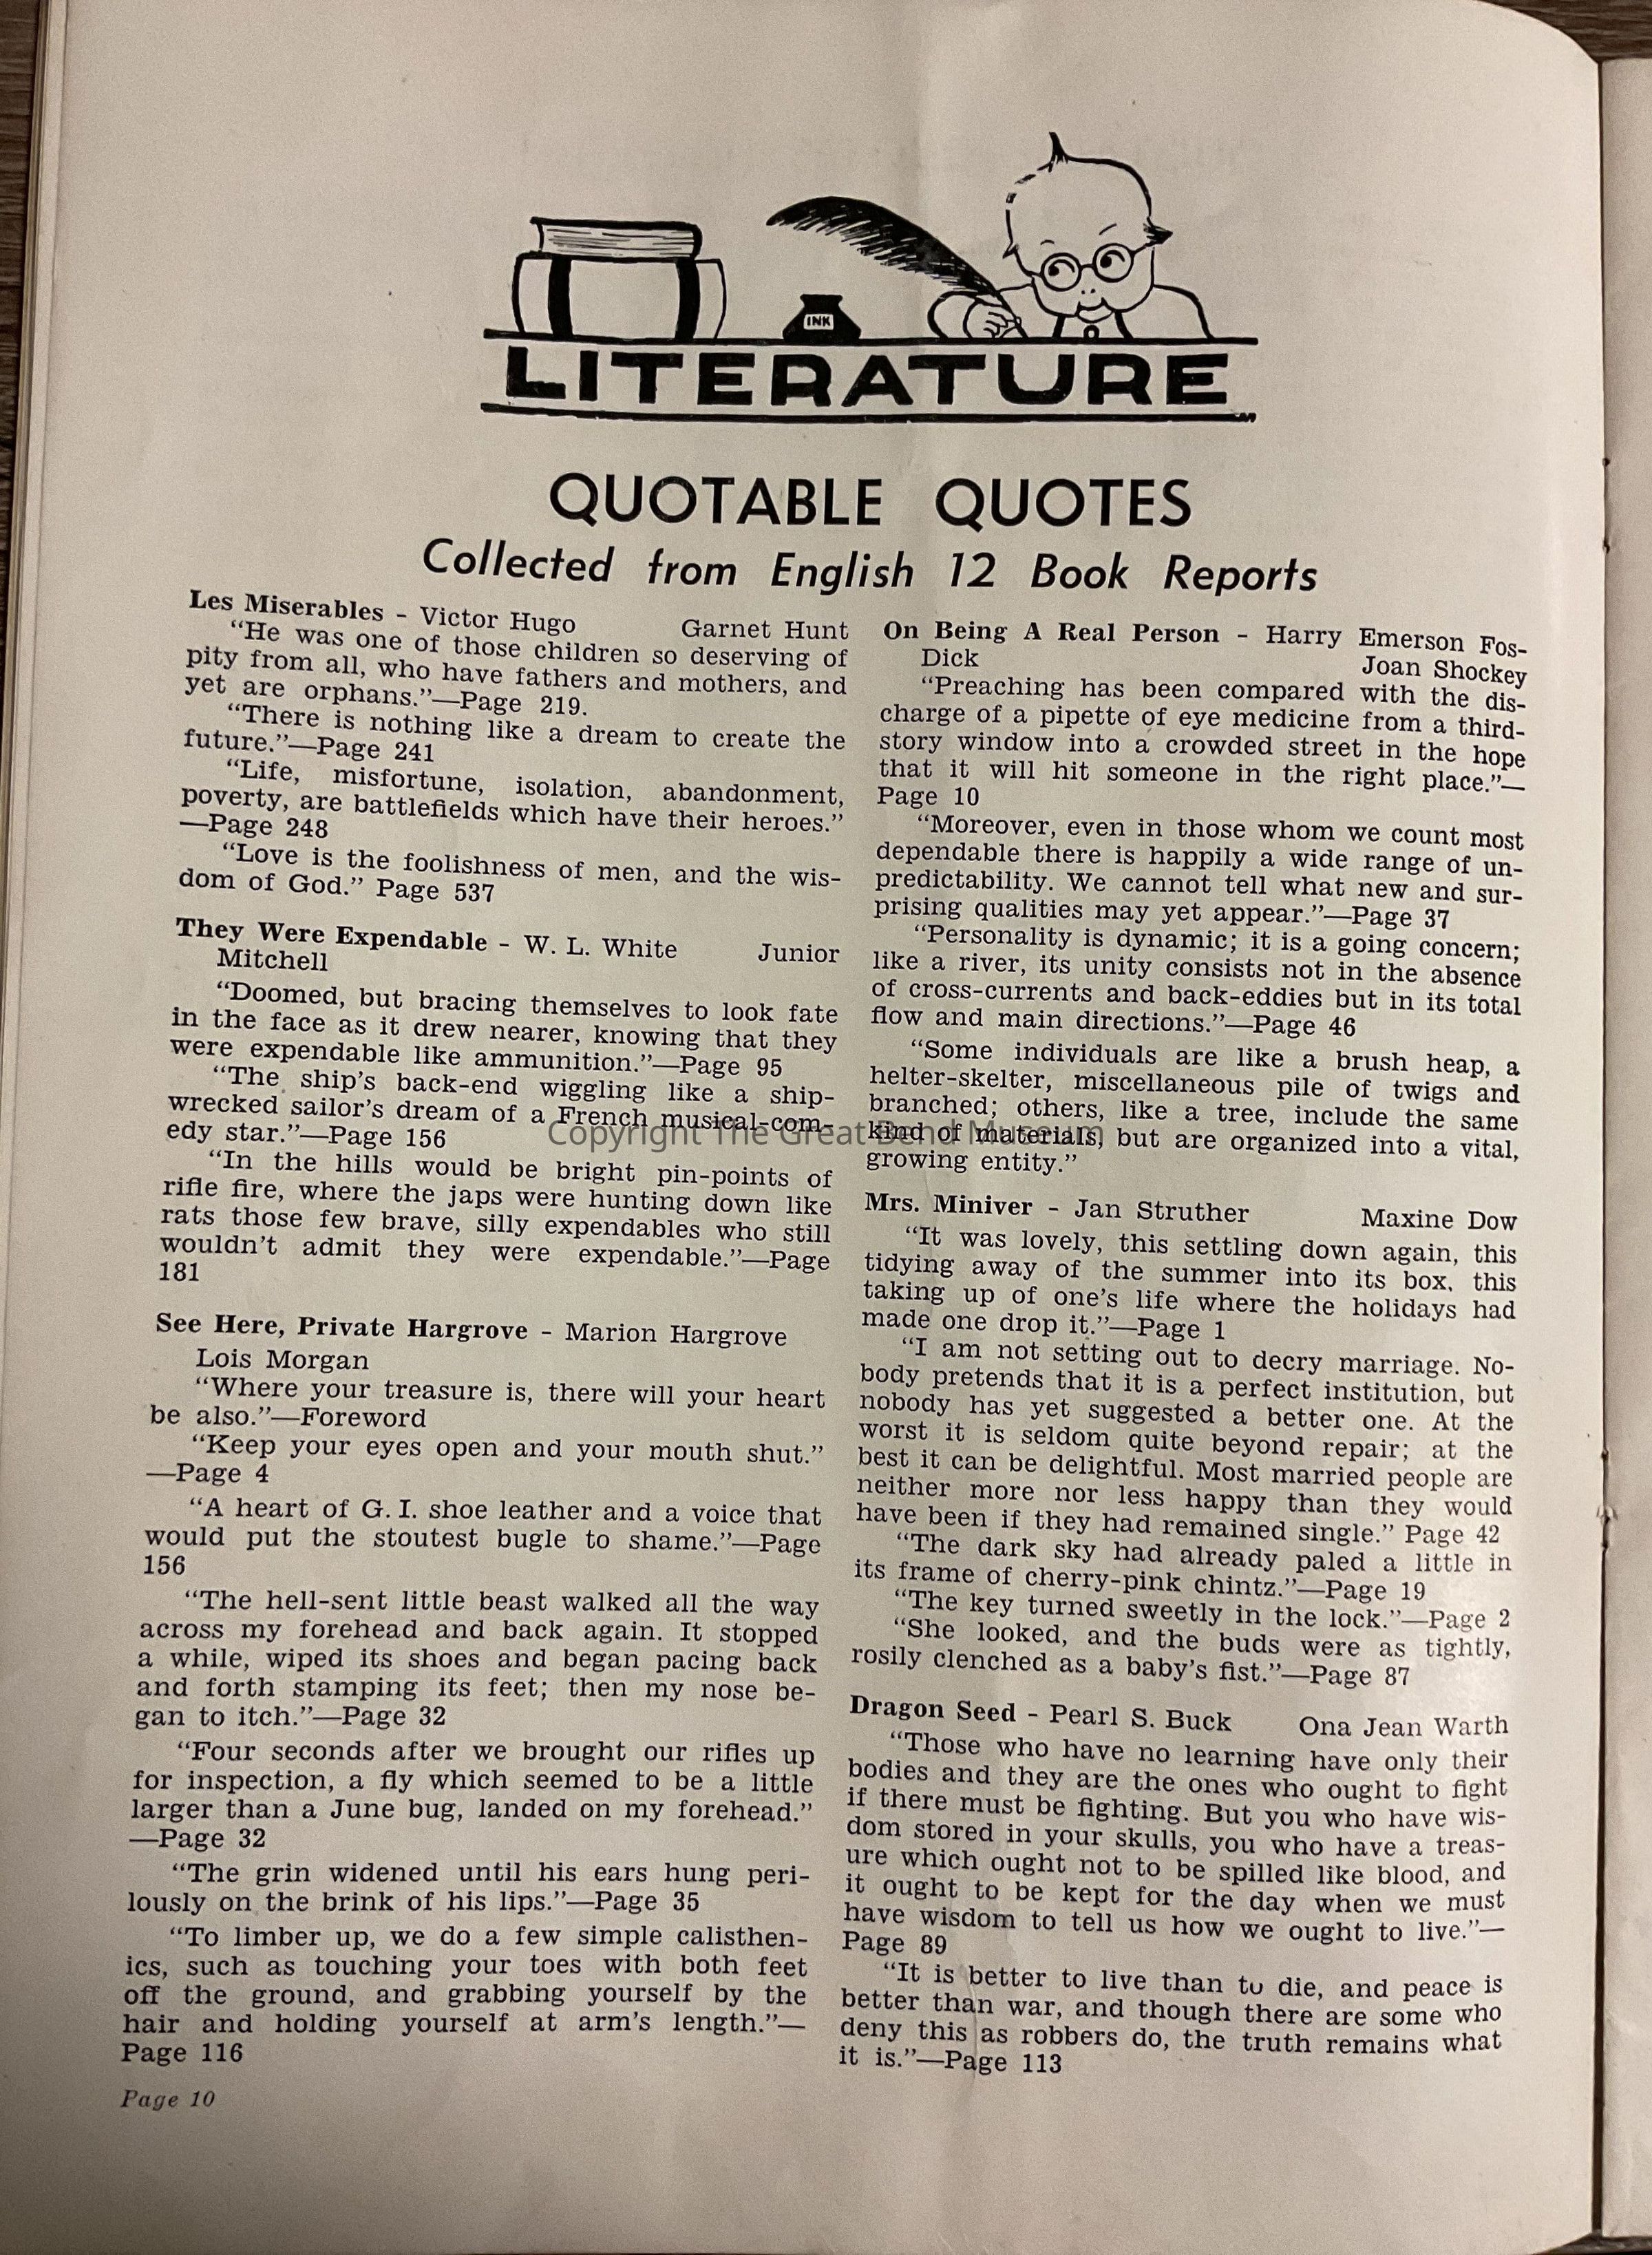 INK
LITERATURE
QUOTABLE QUOTES
Collected from English 12 Book Reports
Les Miserables - Victor Hugo Garnet Hunt
“He was one of those children so deserving of
pity from all, who have fathers and mothers, and
yet are orphans.”—Page 219.
“There is nothing like a dream to create the
future.”—Page 241
“Life, misfortune, isolation, abandonment,
poverty, are battlefields which have their heroes.”
—Page 248
“Love is the foolishness of men, and the wis-
dom of God.” Page 537
They Were Expendable - W. L. White Junior
Mitchell
“Doomed, but bracing themselves to look fate
in the face as it drew nearer, knowing that they
were expendable like ammunition.”—Page 95
“The ship’s back-end wiggling like a ship-
wrecked sailor’s dream of a French musical-com-
edy star.”—Page 156
“In the hills would be bright pin-points of
rifle fire, where the japs were hunting down like
rats those few brave, silly expendables who still
wouldn’t admit they were expendable.”—Page
181
See Here, Private Hargrove - Marion Hargrove
Lois Morgan
“Where your treasure is, there will your heart
be also.”—Foreword
“Keep your eyes open and your mouth shut.”
—Page 4
“A heart of G. I. shoe leather and a voice that
would put the stoutest bugle to shame.”—Page
156
“The hell-sent little beast walked all the way
across my forehead and back again. It stopped
a while, wiped its shoes and began pacing back
and forth stamping its feet; then my nose be-
gan to itch.”—Page 32
“Four seconds after we brought our rifles up
for inspection, a fly which seemed to be a little
larger than a June bug, landed on my forehead.”
—Page 32
“The grin widened until his ears hung peri-
lously on the brink of his lips.”—Page 35
“To limber up, we do a few simple calisthen-
ics, such as touching your toes with both feet
off the ground, and grabbing yourself by the
hair and holding yourself at arm’s length.”—
Page 116
Page 10
On Being A Real Person - Harry Emerson Fos-
Dick Joan Shockey
“Preaching has been compared with the dis-
charge of a pipette of eye medicine from a third-
story window into a crowded street in the hope
that it will hit someone in the right place.”—
Page 10
“Moreover, even in those whom we count most
dependable there is happily a wide range of un-
predictability. We cannot tell what new and sur-
prising qualities may yet appear.”—Page 37
“Personality is dynamic; it is a going concern;
like a river, its unity consists not in the absence
of cross-currents and back-eddies but in its total
flow and main directions.”—Page 46
“Some individuals are like a brush heap, a
helter-skelter, miscellaneous pile of twigs and
branched; others, like a tree, include the same
kind of materials, but are organized into a vital,
growing entity.”
Mrs. Miniver - Jan Struther Maxine Dow
“It was lovely, this settling down again, this
tidying away of the summer into its box, this
taking up of one’s life where the holidays had
made one drop it.”—Page 1
“I am not setting out to decry marriage. No-
body pretends that it is a perfect institution, but
nobody has yet suggested a better one. At the
worst it is seldom quite beyond repair; at the
best it can be delightful. Most married people are
neither more nor less happy than they would
have been if they had remained single.” Page 42
“The dark sky had already paled a little in
its frame of cherry-pink chintz.”—Page 19
“The key turned sweetly in the lock.”—Page 2
“She looked, and the buds were as tightly,
rosily clenched as a baby’s fist.”—Page 87
Dragon Seed - Pearl S. Buck Ona Jean Warth
“Those who have no learning have only their
bodies and they are the ones who ought to fight
if there must be fighting. But you who have wis-
dom stored in your skulls, you who have a treas-
ure which ought not to be spilled like blood, and
it ought to be kept for the day when we must
have wisdom to tell us how we ought to live.”—
Page 89
“It is better to live than to die, and peace is
better than war, and though there are some who
deny this as robbers do, the truth remains what
it is.”—Page 113
Copyright The Great Bend Museum